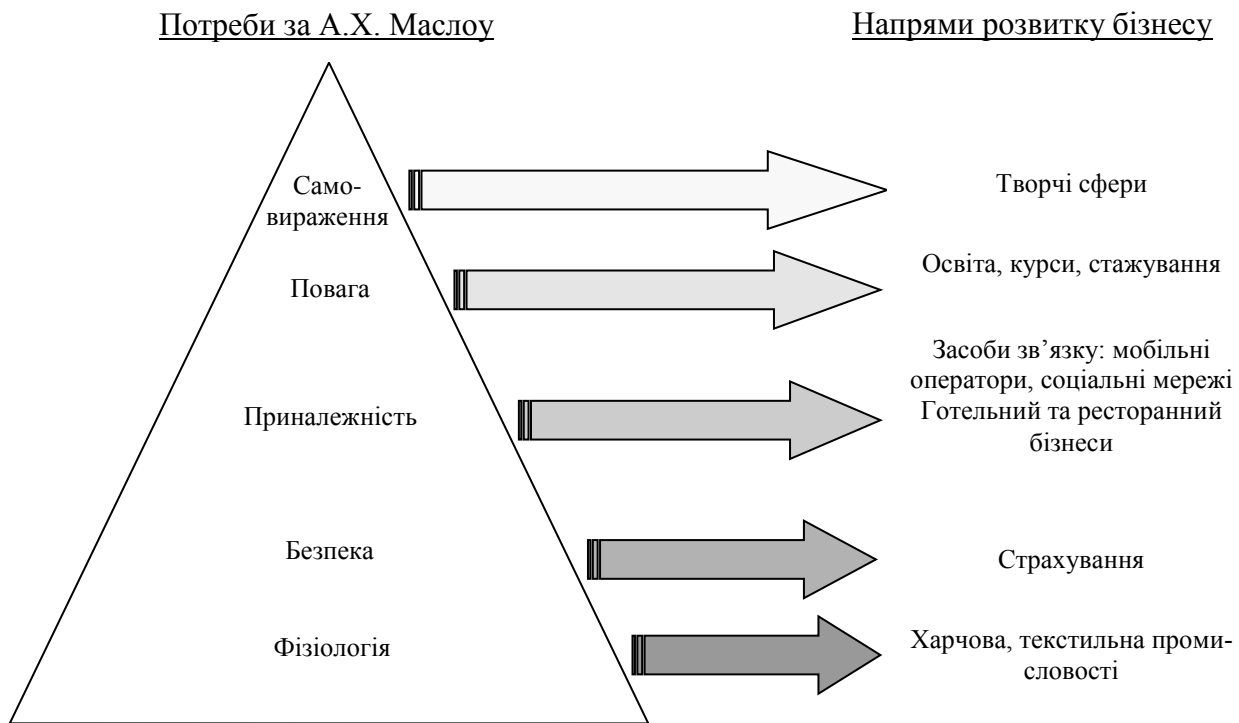 Потреби за А.Х. Маслоу
Напрями розвитку бізнесу
Само-
вираження
Творчі сфери
Повага
Освіта, курси, стажування
Приналежність
Засоби зв’язку: мобільні
оператори, соціальні мережі
Готельний та ресторанний
бізнеси
Безпека
Страхування
Фізіологія
Харчова, текстильна проми-
словості